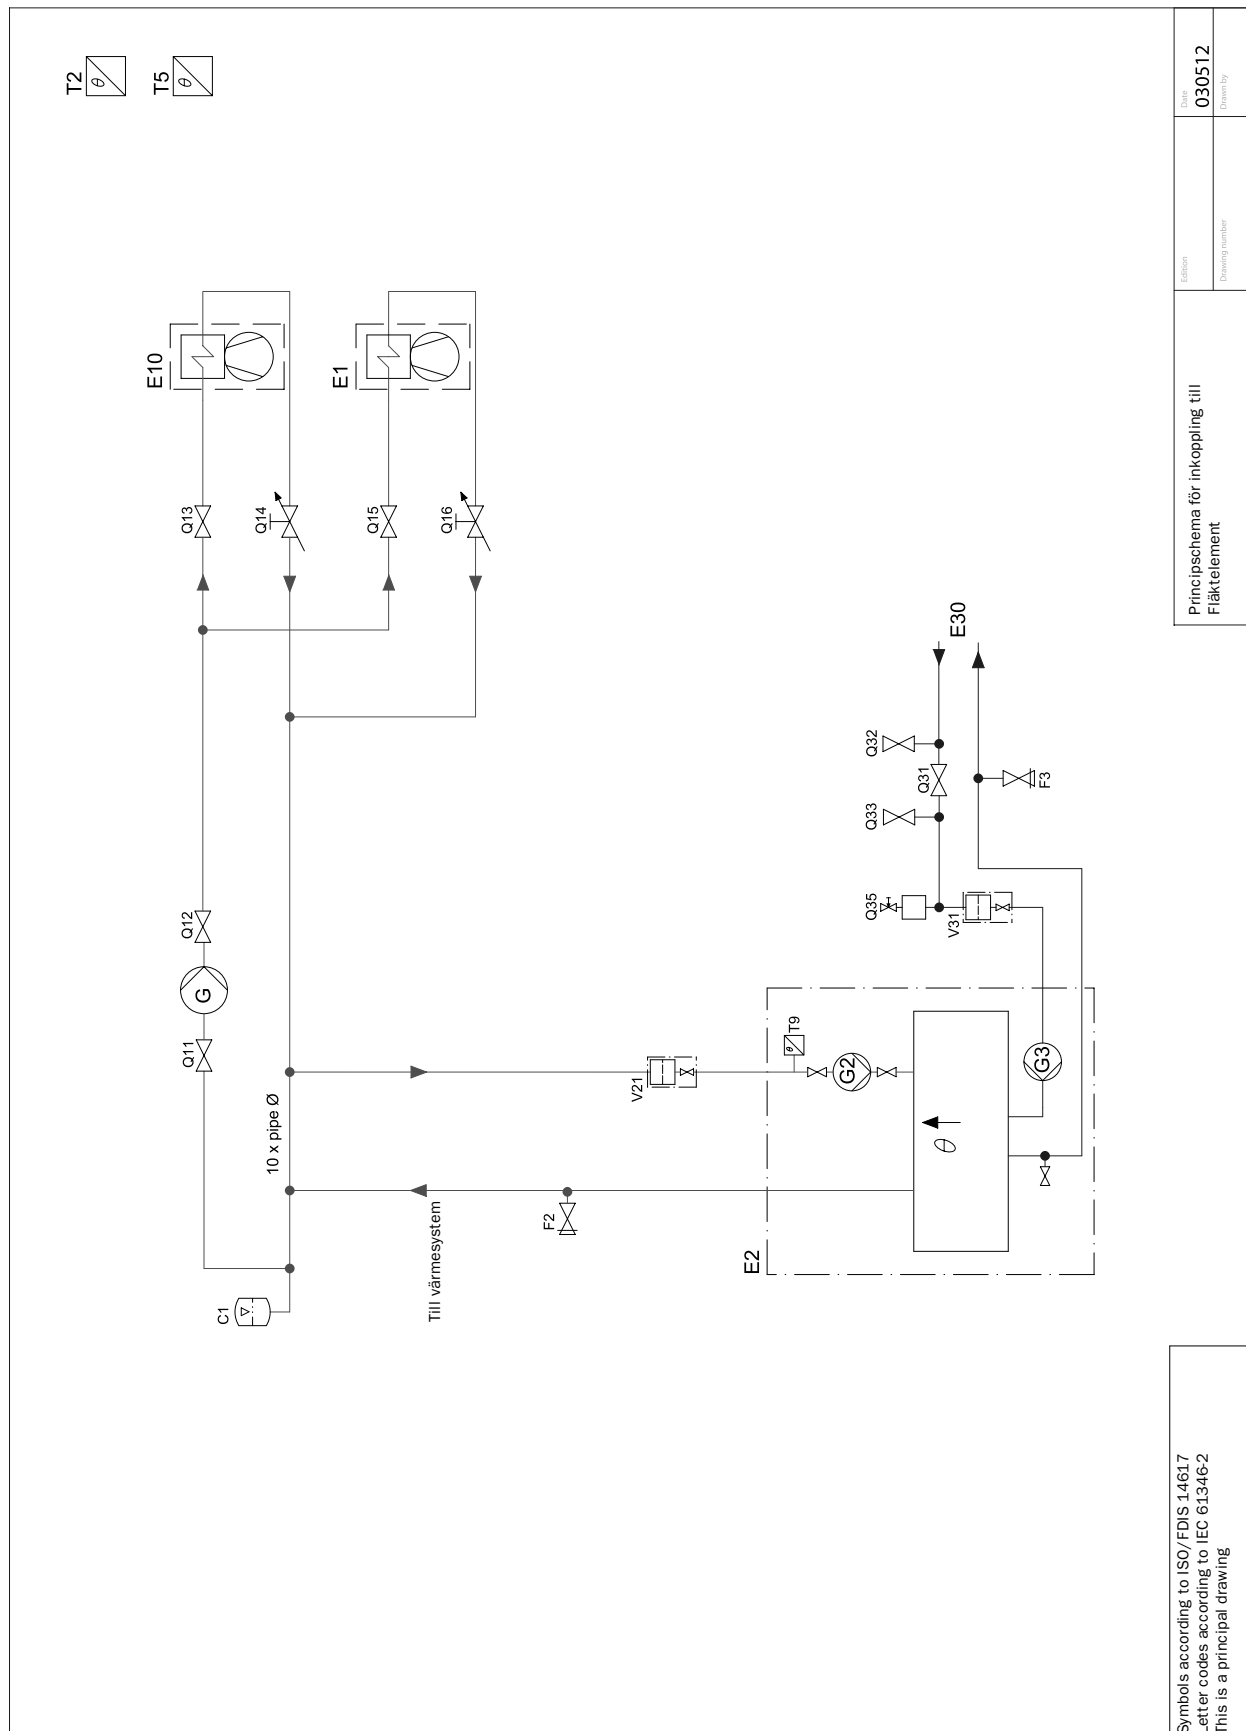 T2
θ
T5
θ
E10
E1
Q13
Q14
Q15
Q16
E30
Q32
Q31
Q33
F3
Q35
V31
Q12
G
Q11
10 x pipe Ø
V21
T9
θ
G2
G3
θ
F2
Till värmesystem
E2
C1
Date
030512
Drawn by
Edition
Drawing number
Principschema för inkoppling till
Fläktelement
Symbols according to ISO/FDIS 14617
Letter codes according to IEC 61346-2
This is a principal drawing